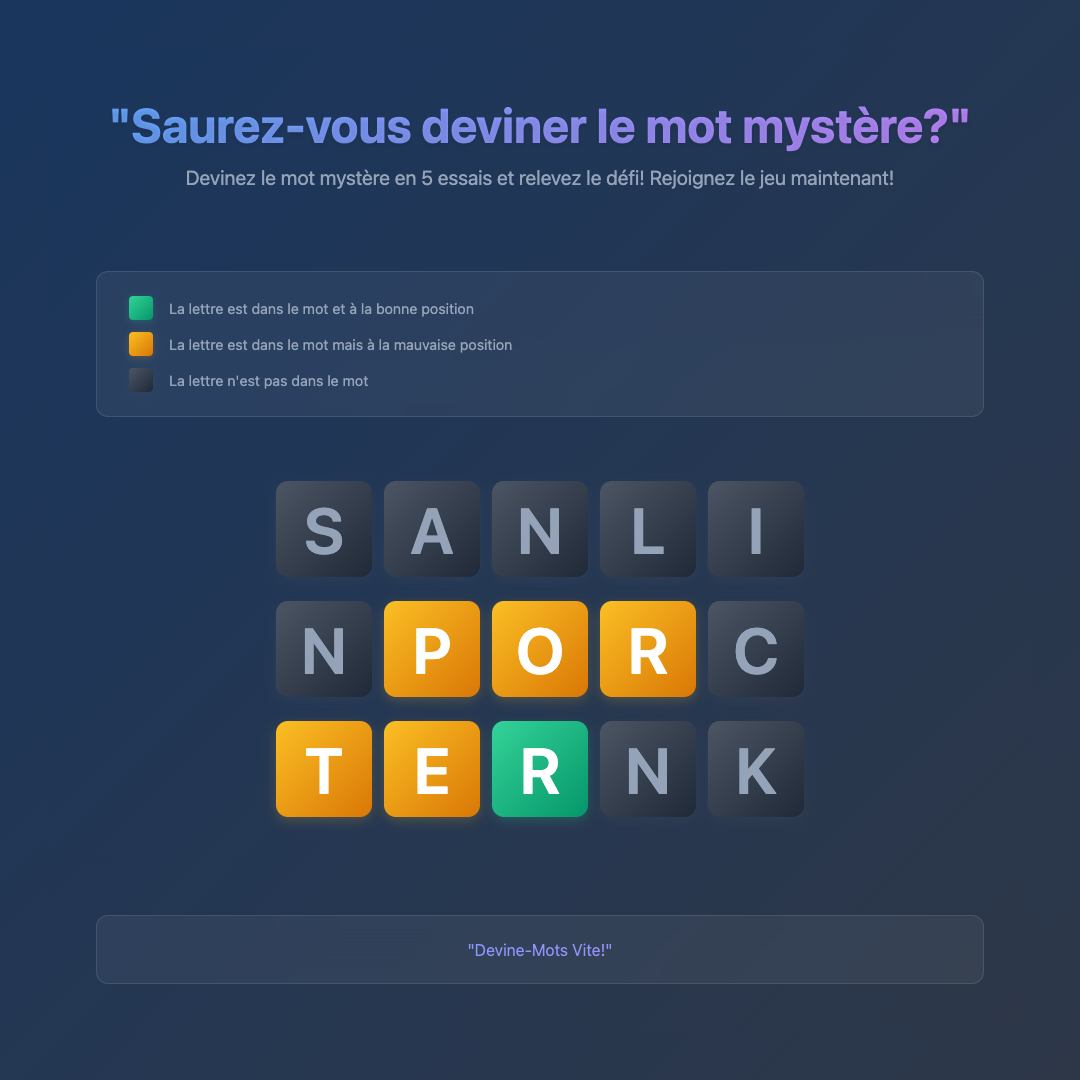 "Saurez-vous deviner le mot mystère?"
Devinez le mot mystère en 5 essais et relevez le défi! Rejoignez le jeu maintenant!
La lettre est dans le mot et à la bonne position
La lettre est dans le mot mais à la mauvaise position
La lettre n'est pas dans le mot
S A N L I
N P O R C
T E R N K
"Devine-Mots Vite!"